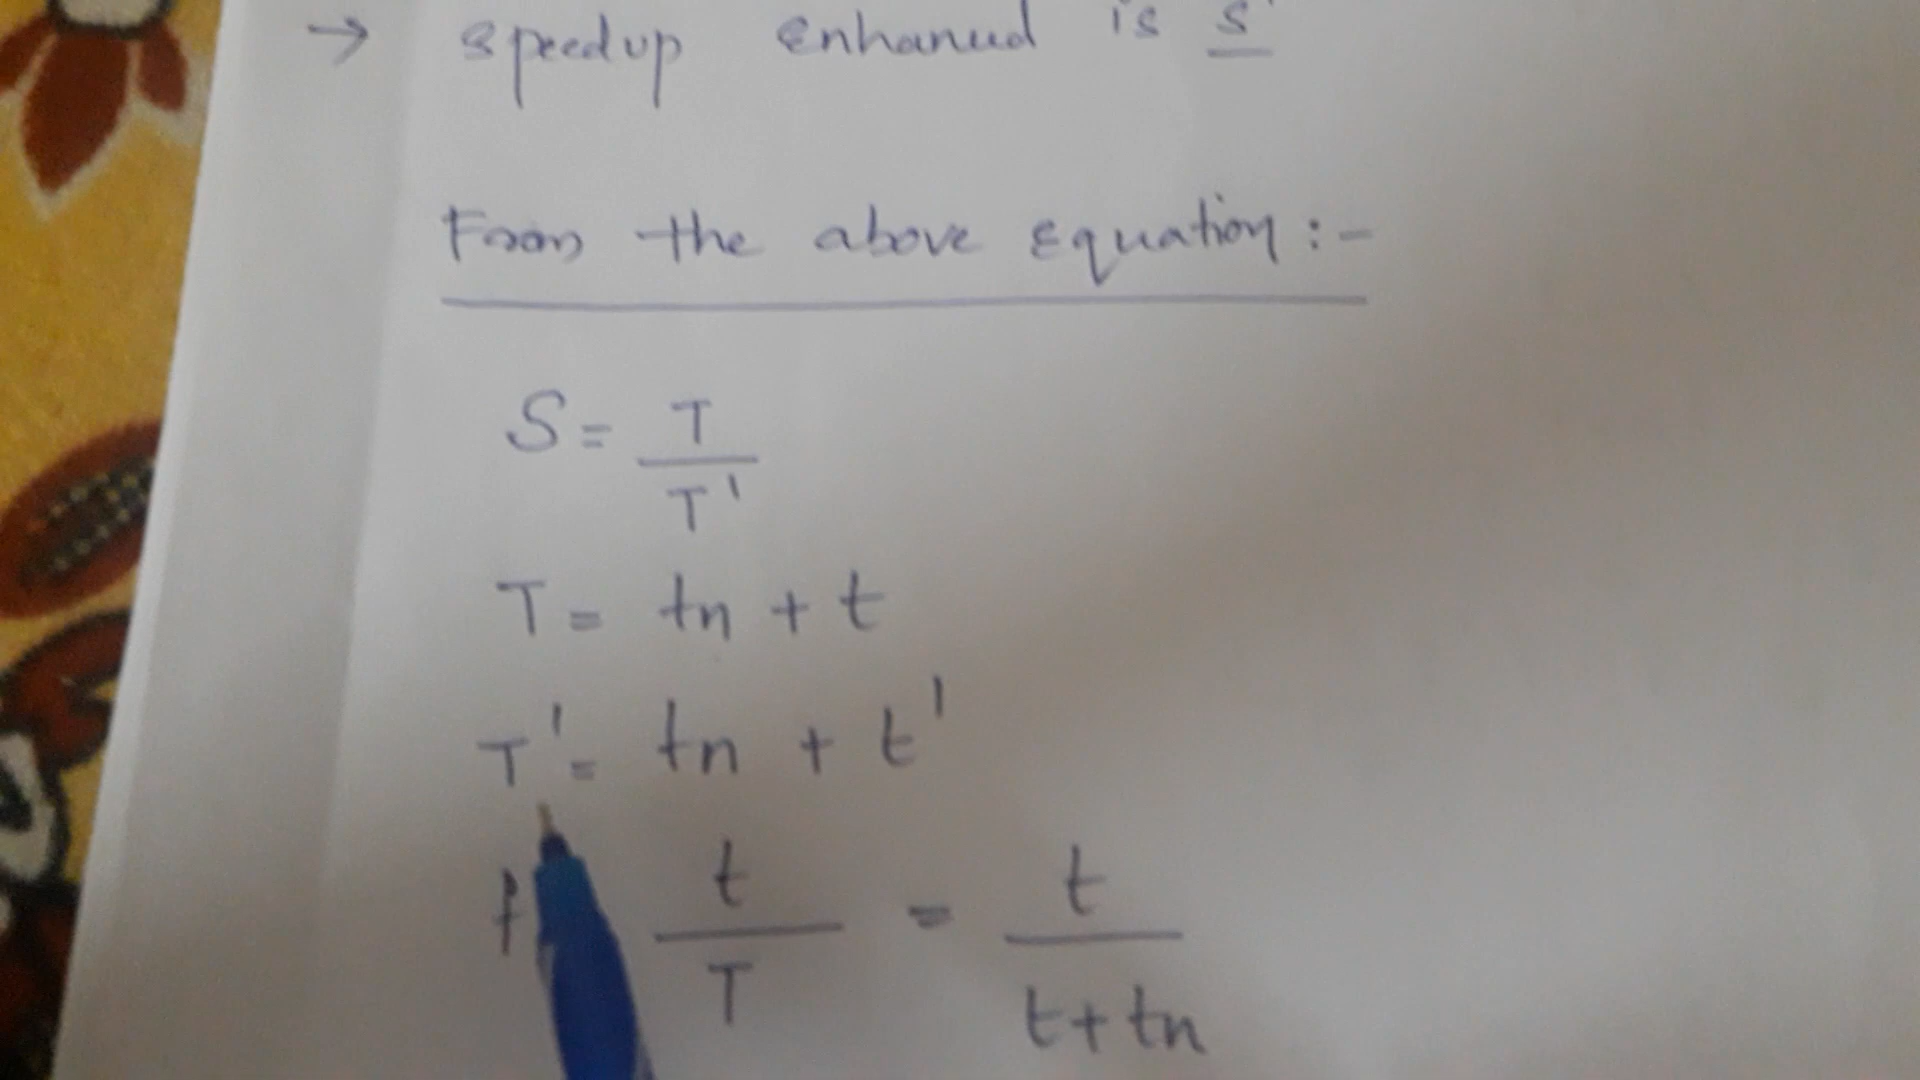 → speedup enhanced is s'
From the above Equation :-
S = T / T'
T = tn + t
T' = tn + t'
f t / T = t / t + tn